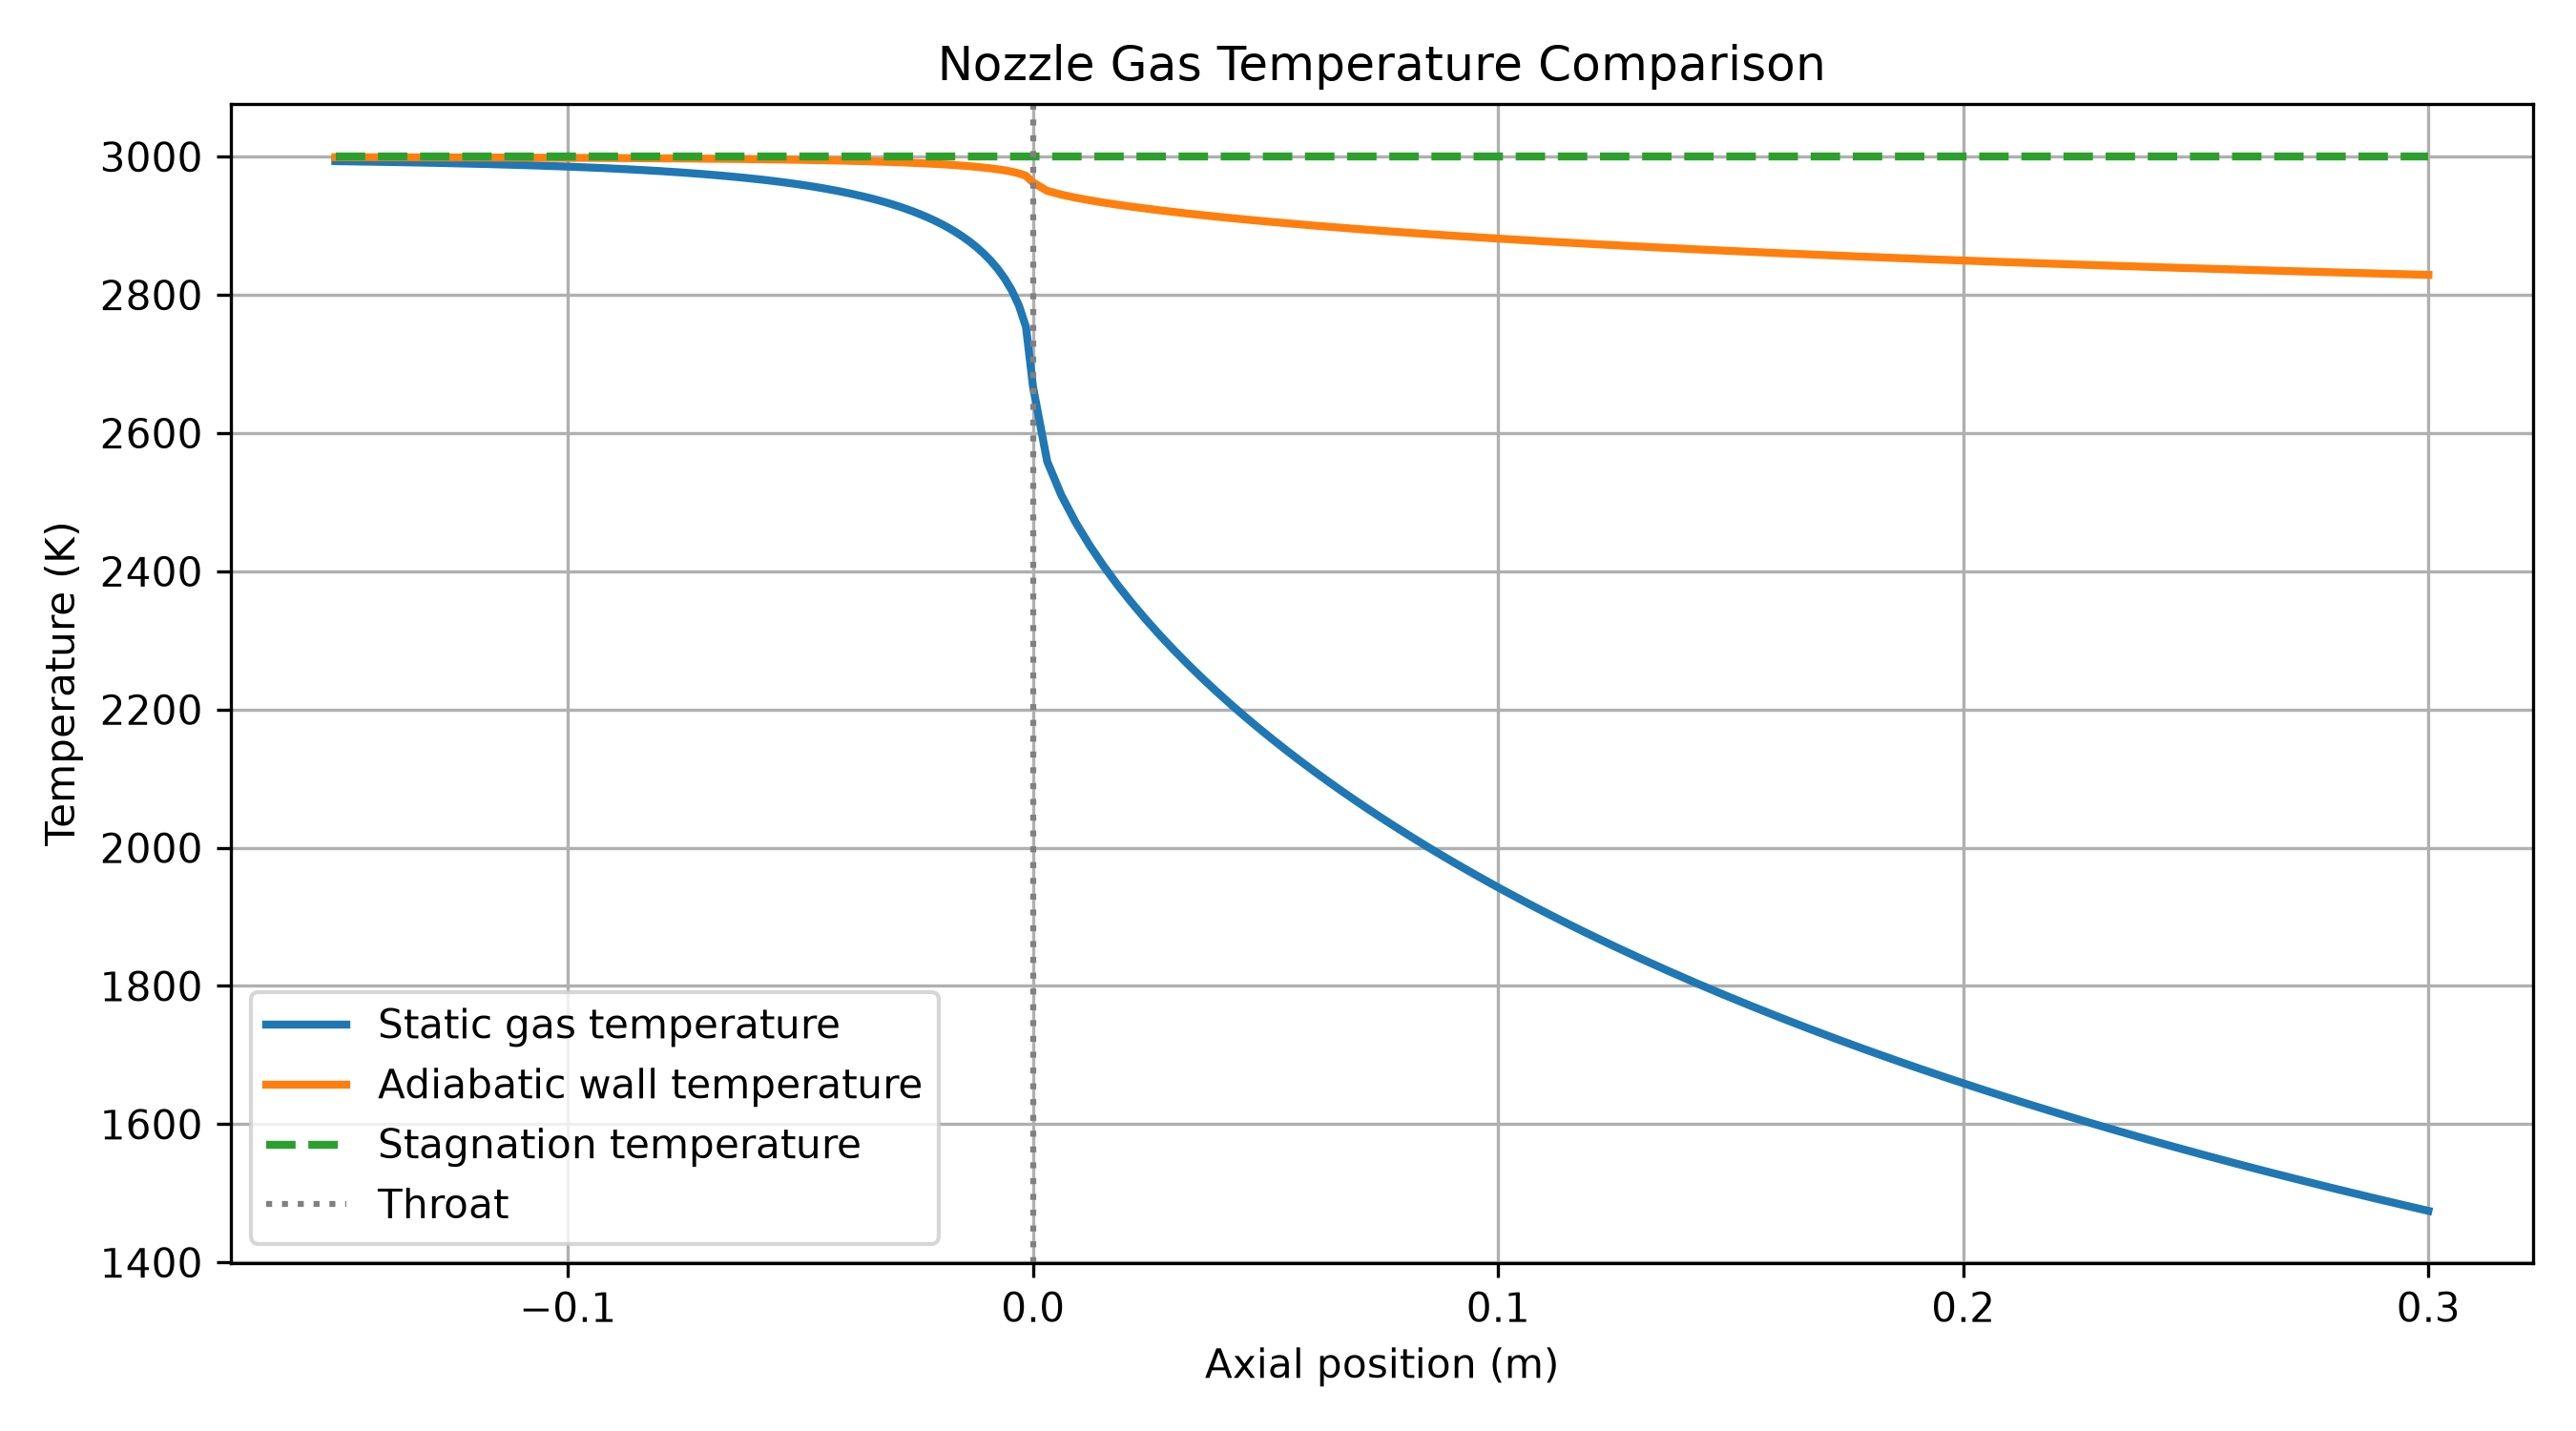 Nozzle Gas Temperature Comparison
Temperature (K)
3000
2800
2600
2400
2200
2000
1800
1600
1400
Static gas temperature
Adiabatic wall temperature
Stagnation temperature
Throat
−0.1
0.0
0.1
0.2
0.3
Axial position (m)